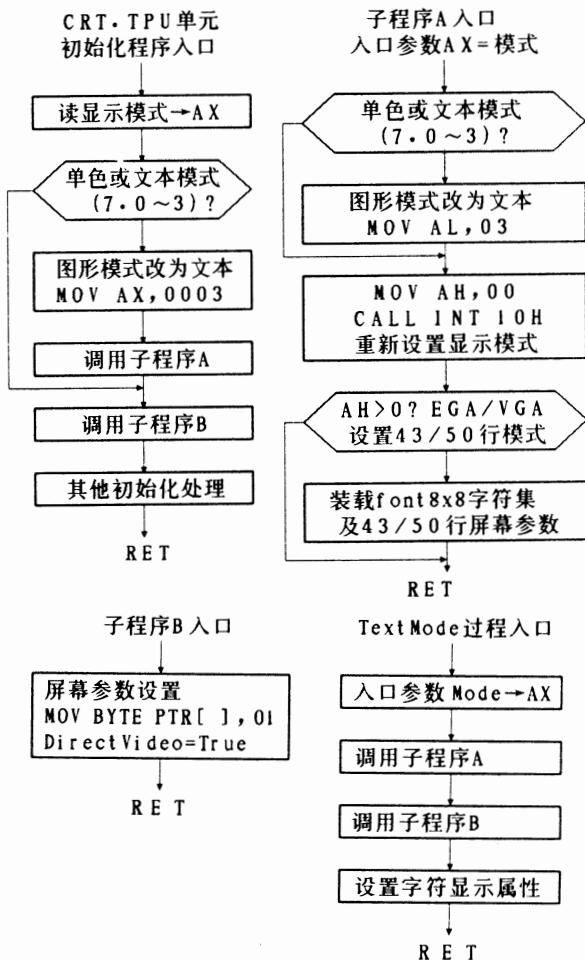 CRT.TPU单元
初始化程序入口
读显示模式→AX
单色或文本模式
(7.0～3)?
图形模式改为文本
MOV AX,0003
调用子程序A
调用子程序B
其他初始化处理
RET
子程序A入口
入口参数AX=模式
单色或文本模式
(7.0～3)?
图形模式改为文本
MOV AL,03
MOV AH,00
CALL INT 10H
重新设置显示模式
AH>0? EGA/VGA
设置43/50行模式
装载font8x8字符集
及43/50行屏幕参数
RET
子程序B入口
屏幕参数设置
MOV BYTE PTR[ ],01
DirectVideo=True
RET
TextMode过程入口
入口参数Mode→AX
调用子程序A
调用子程序B
设置字符显示属性
RET